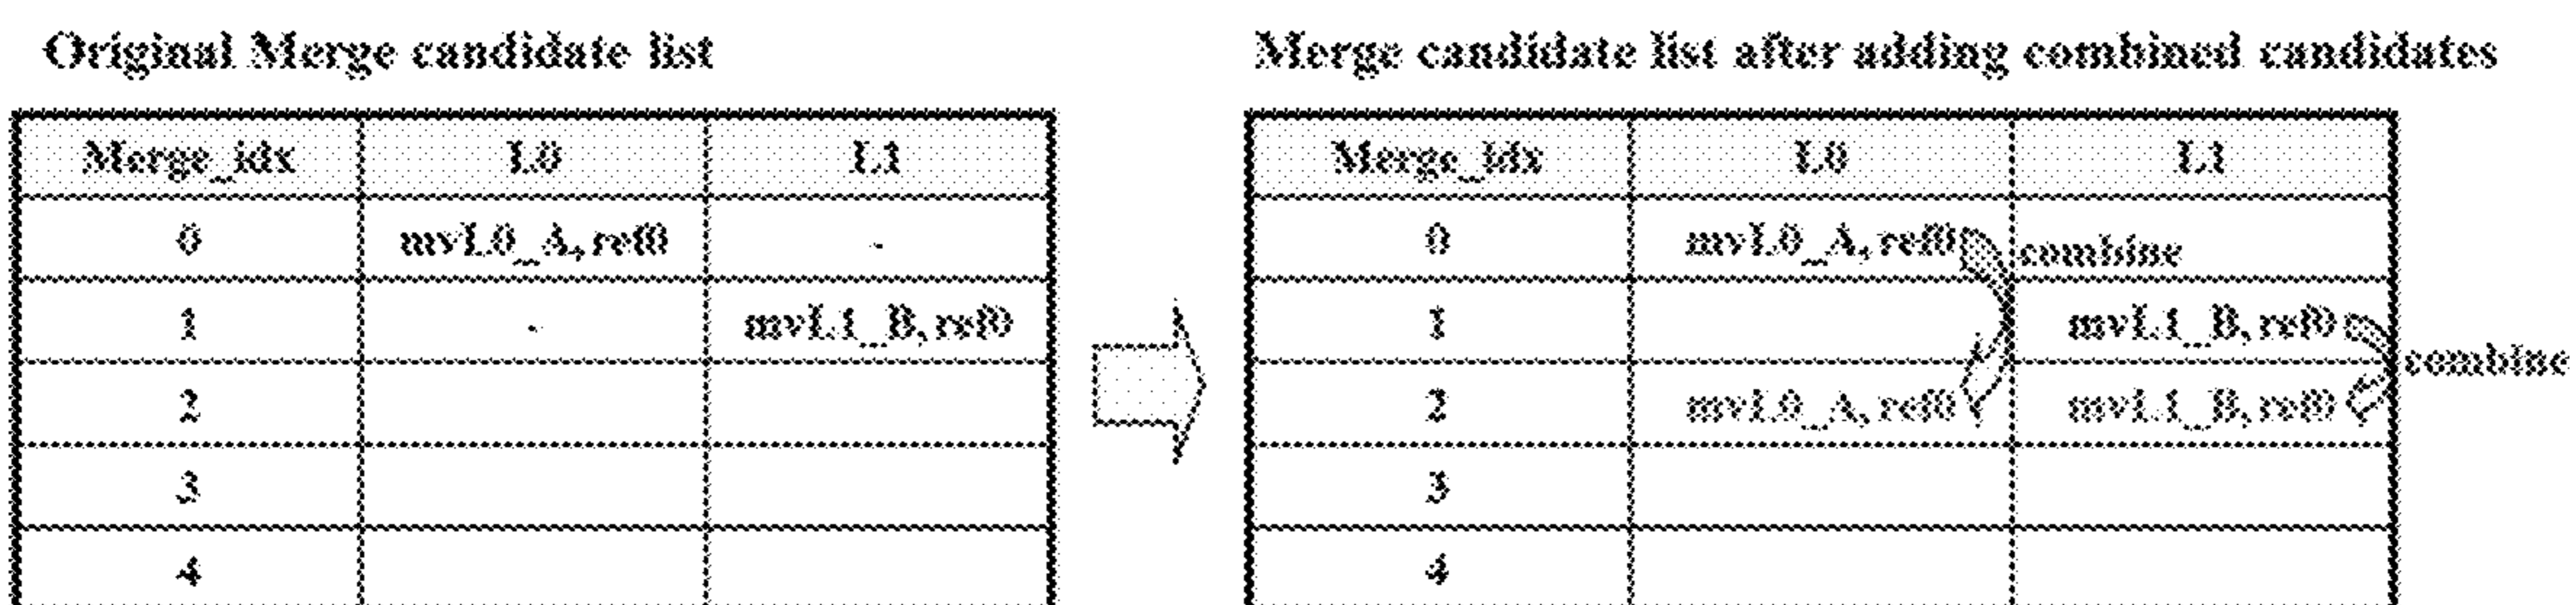 Original Merge candidate list
Merge_idx L0 L1
0 mvL0_A, ref0 -
1 - mvL1_B, ref0
2
3
4
Merge candidate list after adding combined candidates
Merge_idx L0 L1
0 mvL0_A, ref0 combine
1 mvL1_B, ref0
combine
2 mvL0_A, ref0 mvL1_B, ref0
3
4